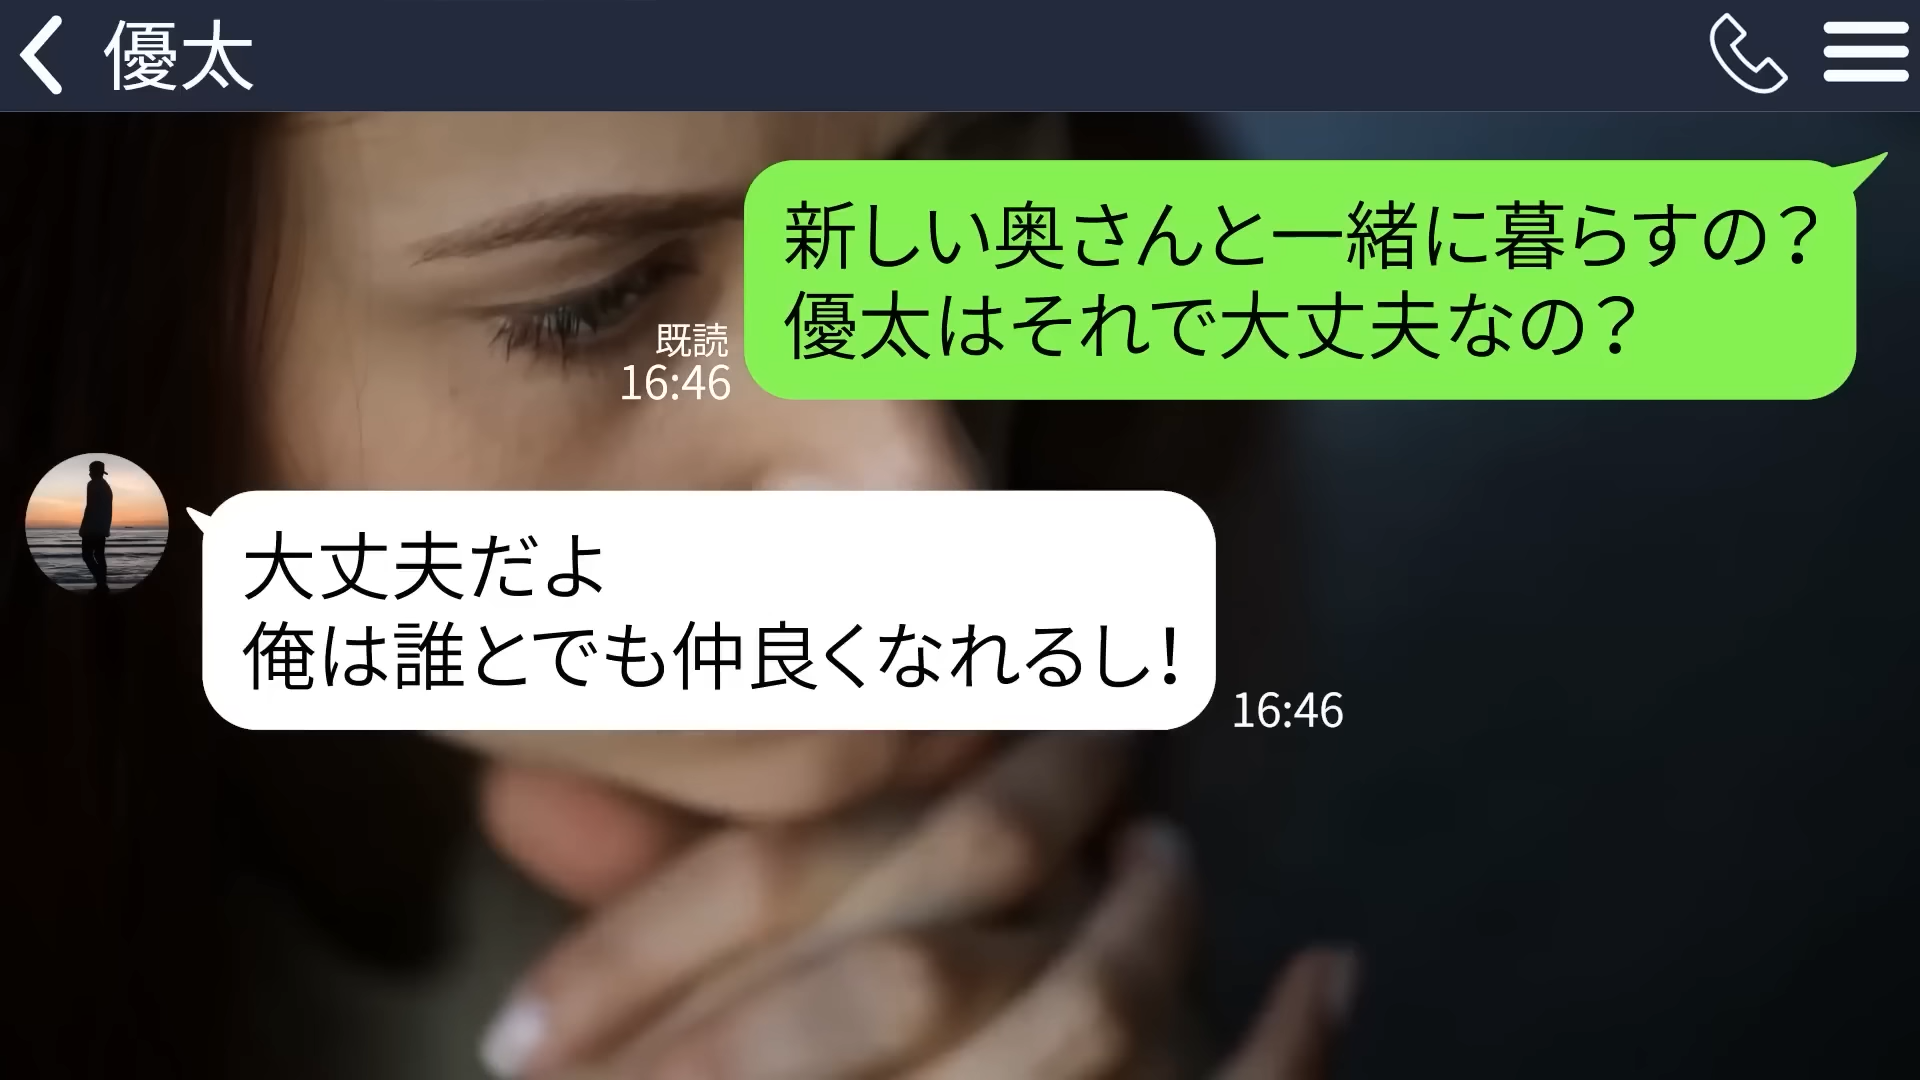 優太
新しい奥さんと一緒に暮らすの？
優太はそれで大丈夫なの？
既読
16:46
大丈夫だよ
俺は誰とでも仲良くなれるし！
16:46